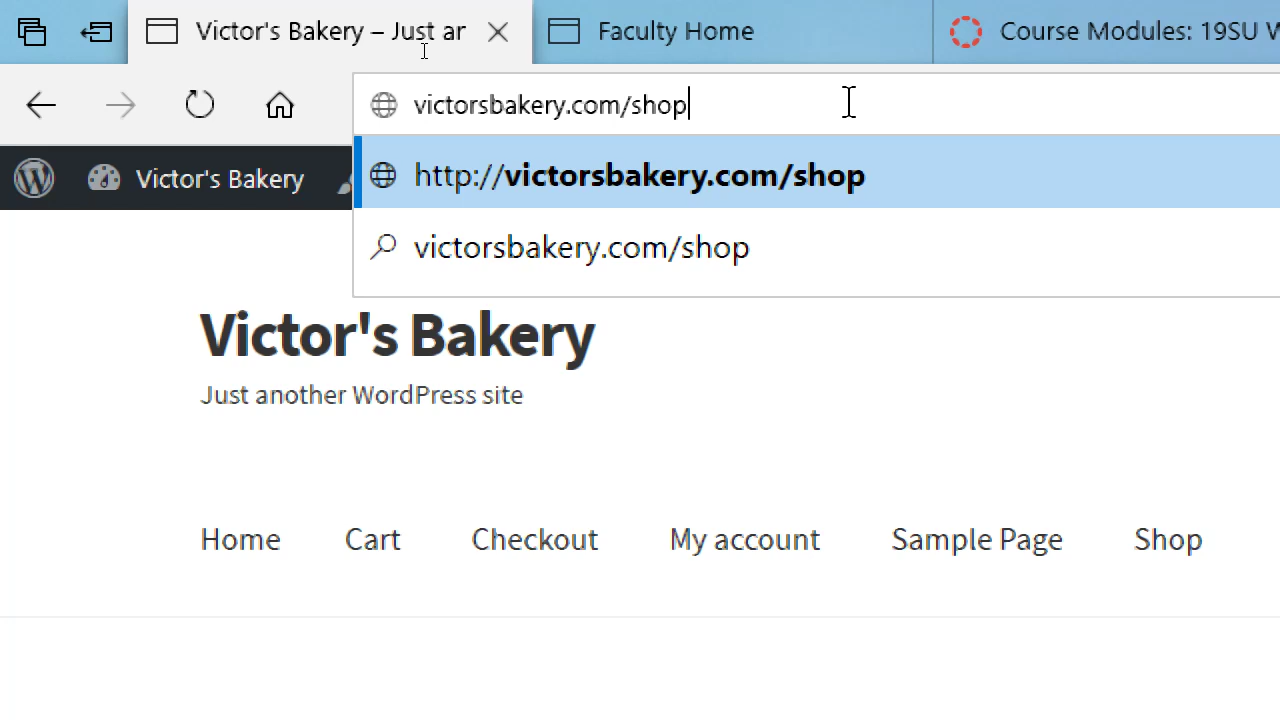 Victor's Bakery – Just ar
Faculty Home
Course Modules: 19SU W
victorsbakery.com/shop
http://victorsbakery.com/shop
victorsbakery.com/shop
Victor's Bakery
Victor's Bakery
Just another WordPress site
Home Cart Checkout My account Sample Page Shop